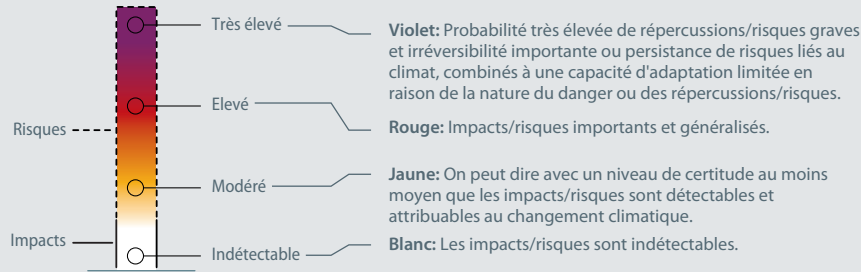 Très élevé
Violet: Probabilité très élevée de répercussions/risques graves
et irréversibilité importante ou persistance de risques liés au
climat, combinés à une capacité d'adaptation limitée en
raison de la nature du danger ou des répercussions/risques.
Elevé
Rouge: Impacts/risques importants et généralisés.
Risques
Modéré
Jaune: On peut dire avec un niveau de certitude au moins
moyen que les impacts/risques sont détectables et
attribuables au changement climatique.
Impacts
Indétectable
Blanc: Les impacts/risques sont indétectables.